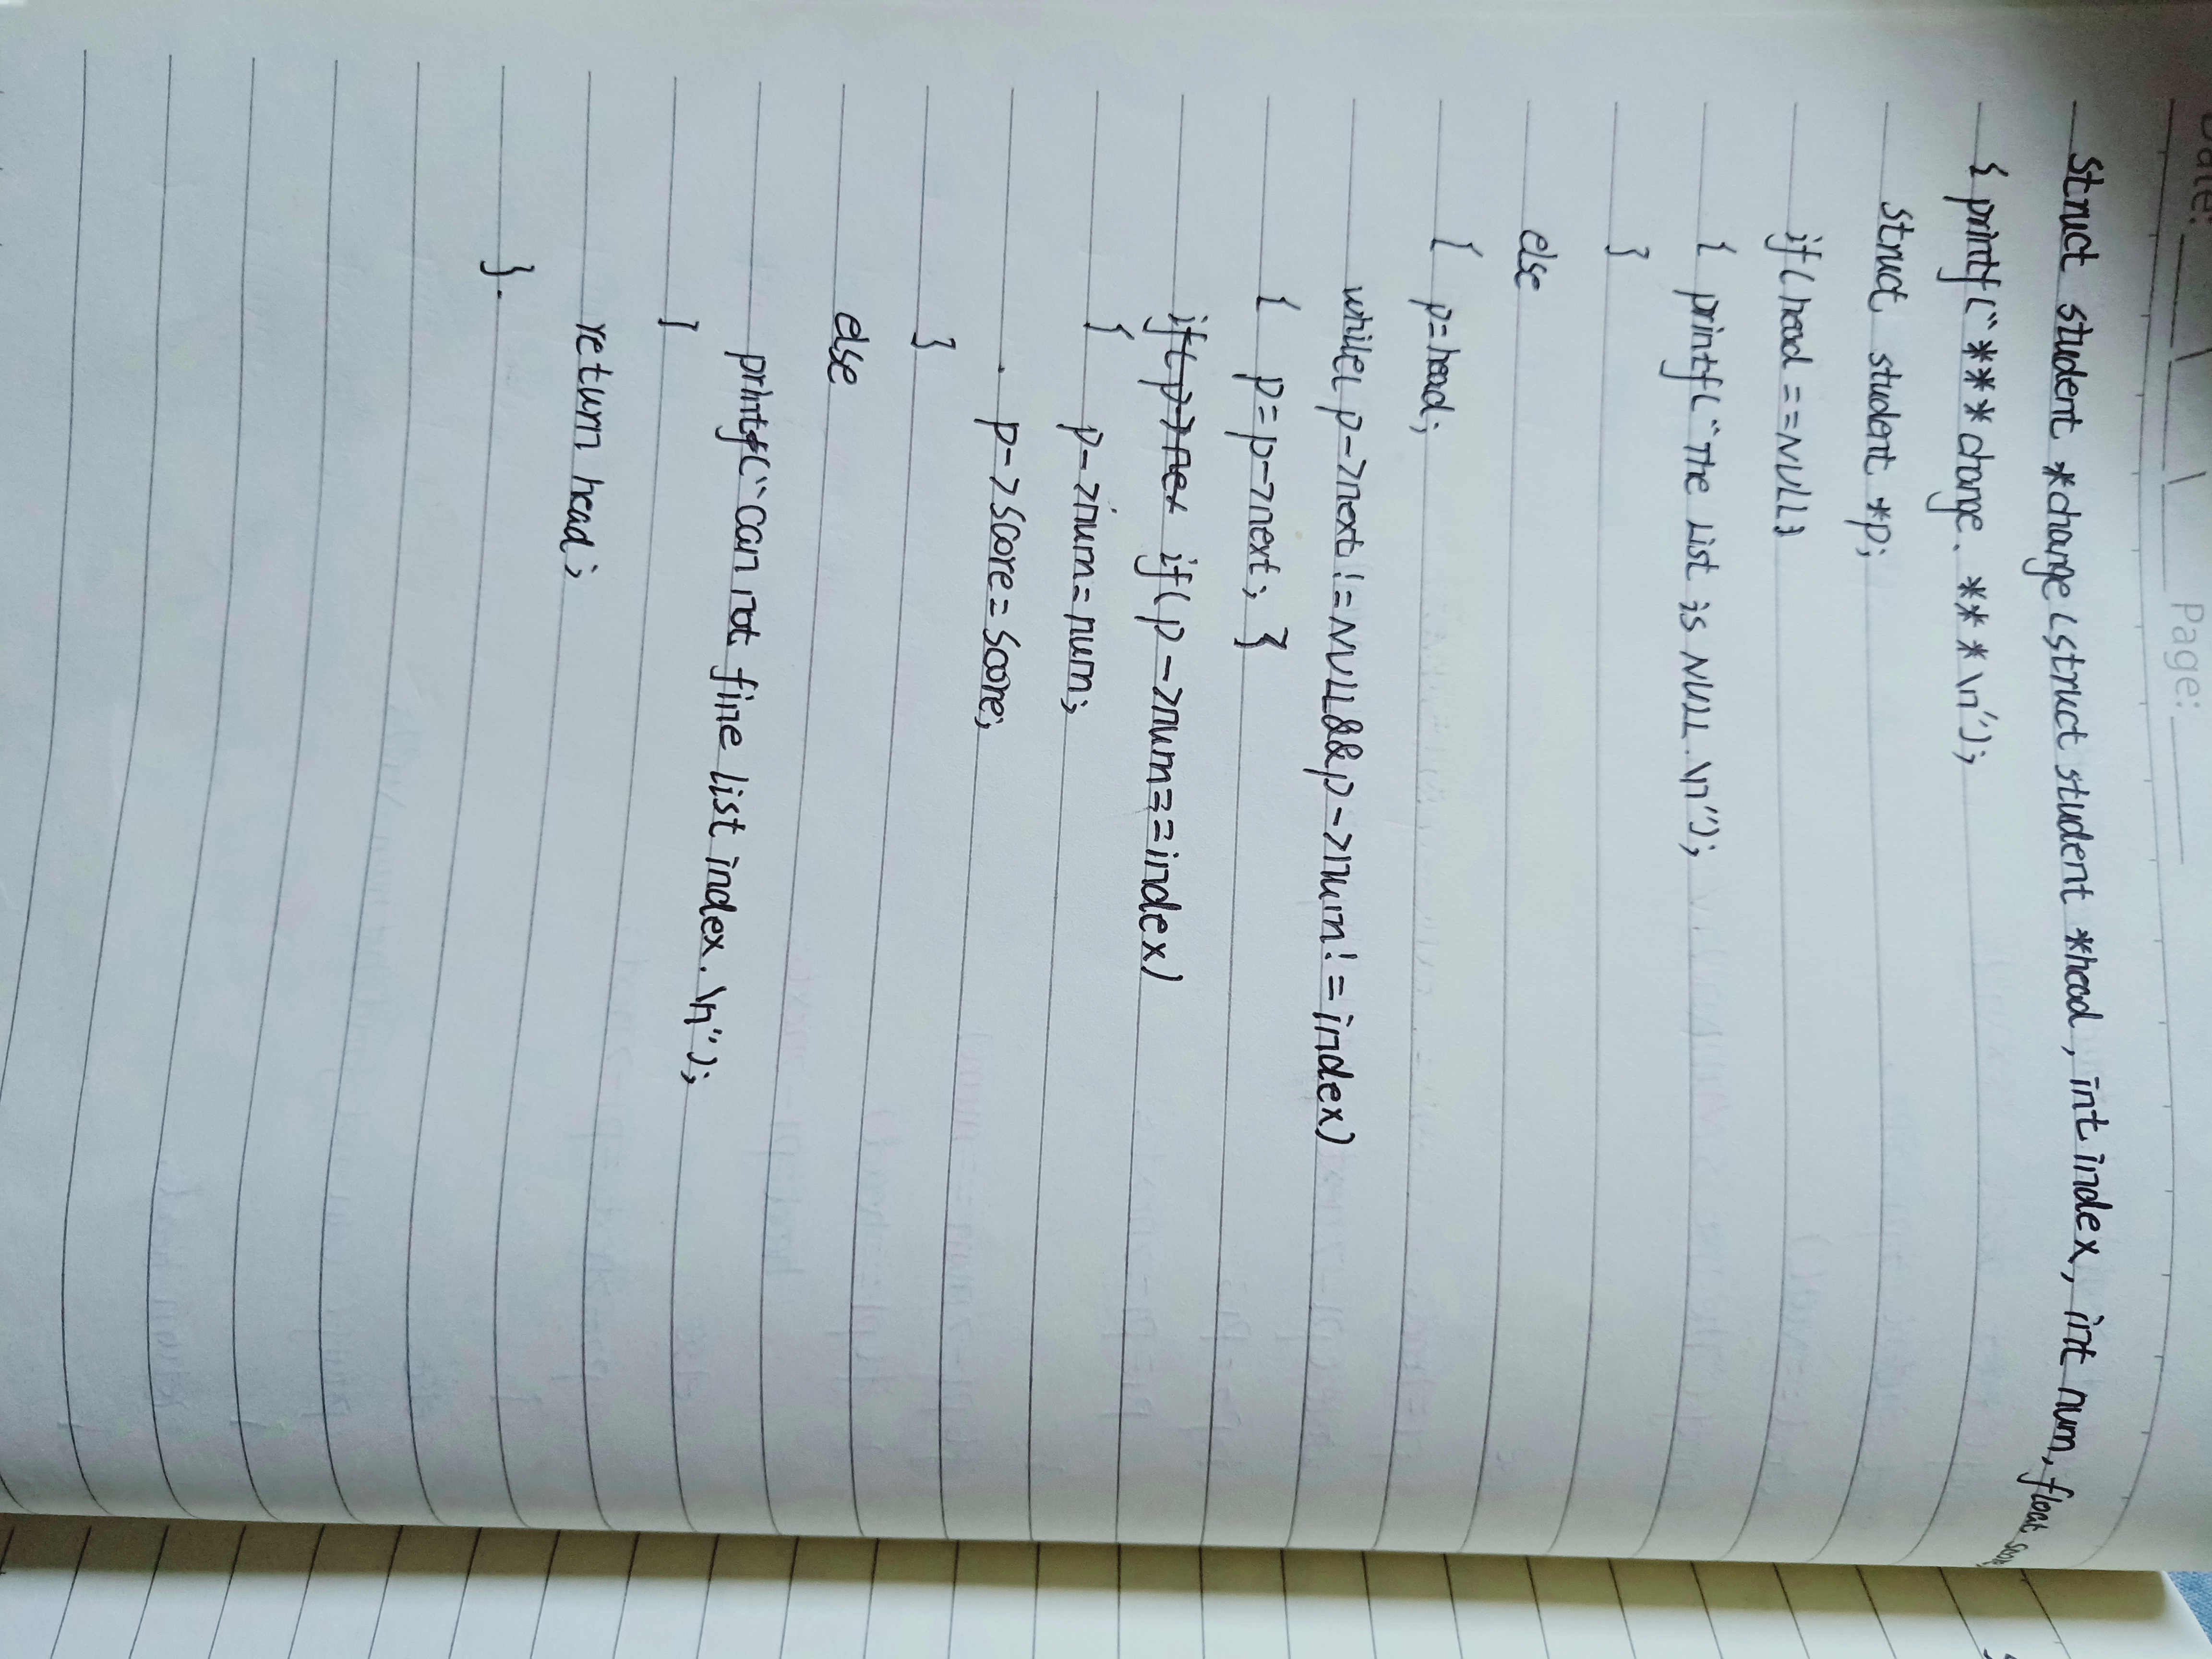 Date: \ \ Page:
struct student *change(struct student *head, int index, int num, float score
{ printf("***change. ***\n");
struct student *p;
if(head==NULL)
{ printf("The List is NULL.\n");
}
else
{ p=head;
while(p->next!=NULL&&p->num!=index)
{ p=p->next; }
if(p->nex if(p->num==index)
{ p->num=num;
p->score=score;
}
else
printf("can not fine list index.\n");
}
return head;
}.